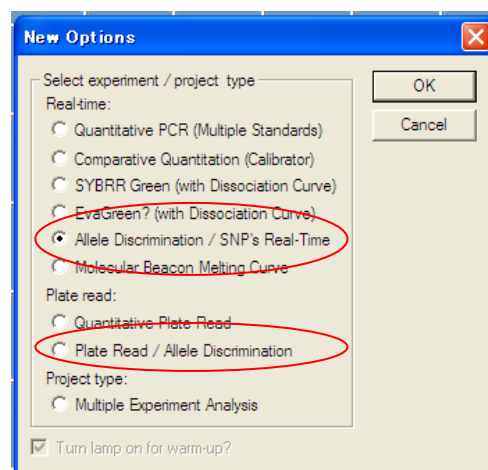 New Options
Select experiment / project type
OK
Real-time:
Quantitative PCR (Multiple Standards)
Cancel
Comparative Quantitation (Calibrator)
SYBRR Green (with Dissociation Curve)
EvaGreen? (with Dissociation Curve)
Allele Discrimination / SNP's Real-Time
Molecular Beacon Melting Curve
Plate read:
Quantitative Plate Read
Plate Read / Allele Discrimination
Project type:
Multiple Experiment Analysis
Turn lamp on for warm-up?